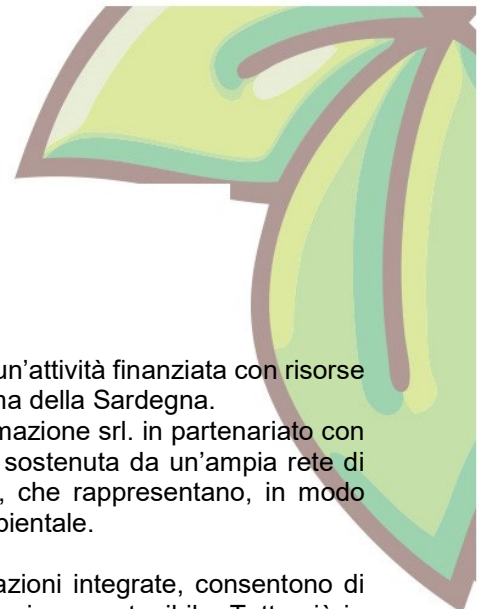 un'attività finanziata con risorse
ma della Sardegna.
mazione srl. in partenariato con
sostenuta da un'ampia rete di
, che rappresentano, in modo
bientale.
azioni integrate, consentono di